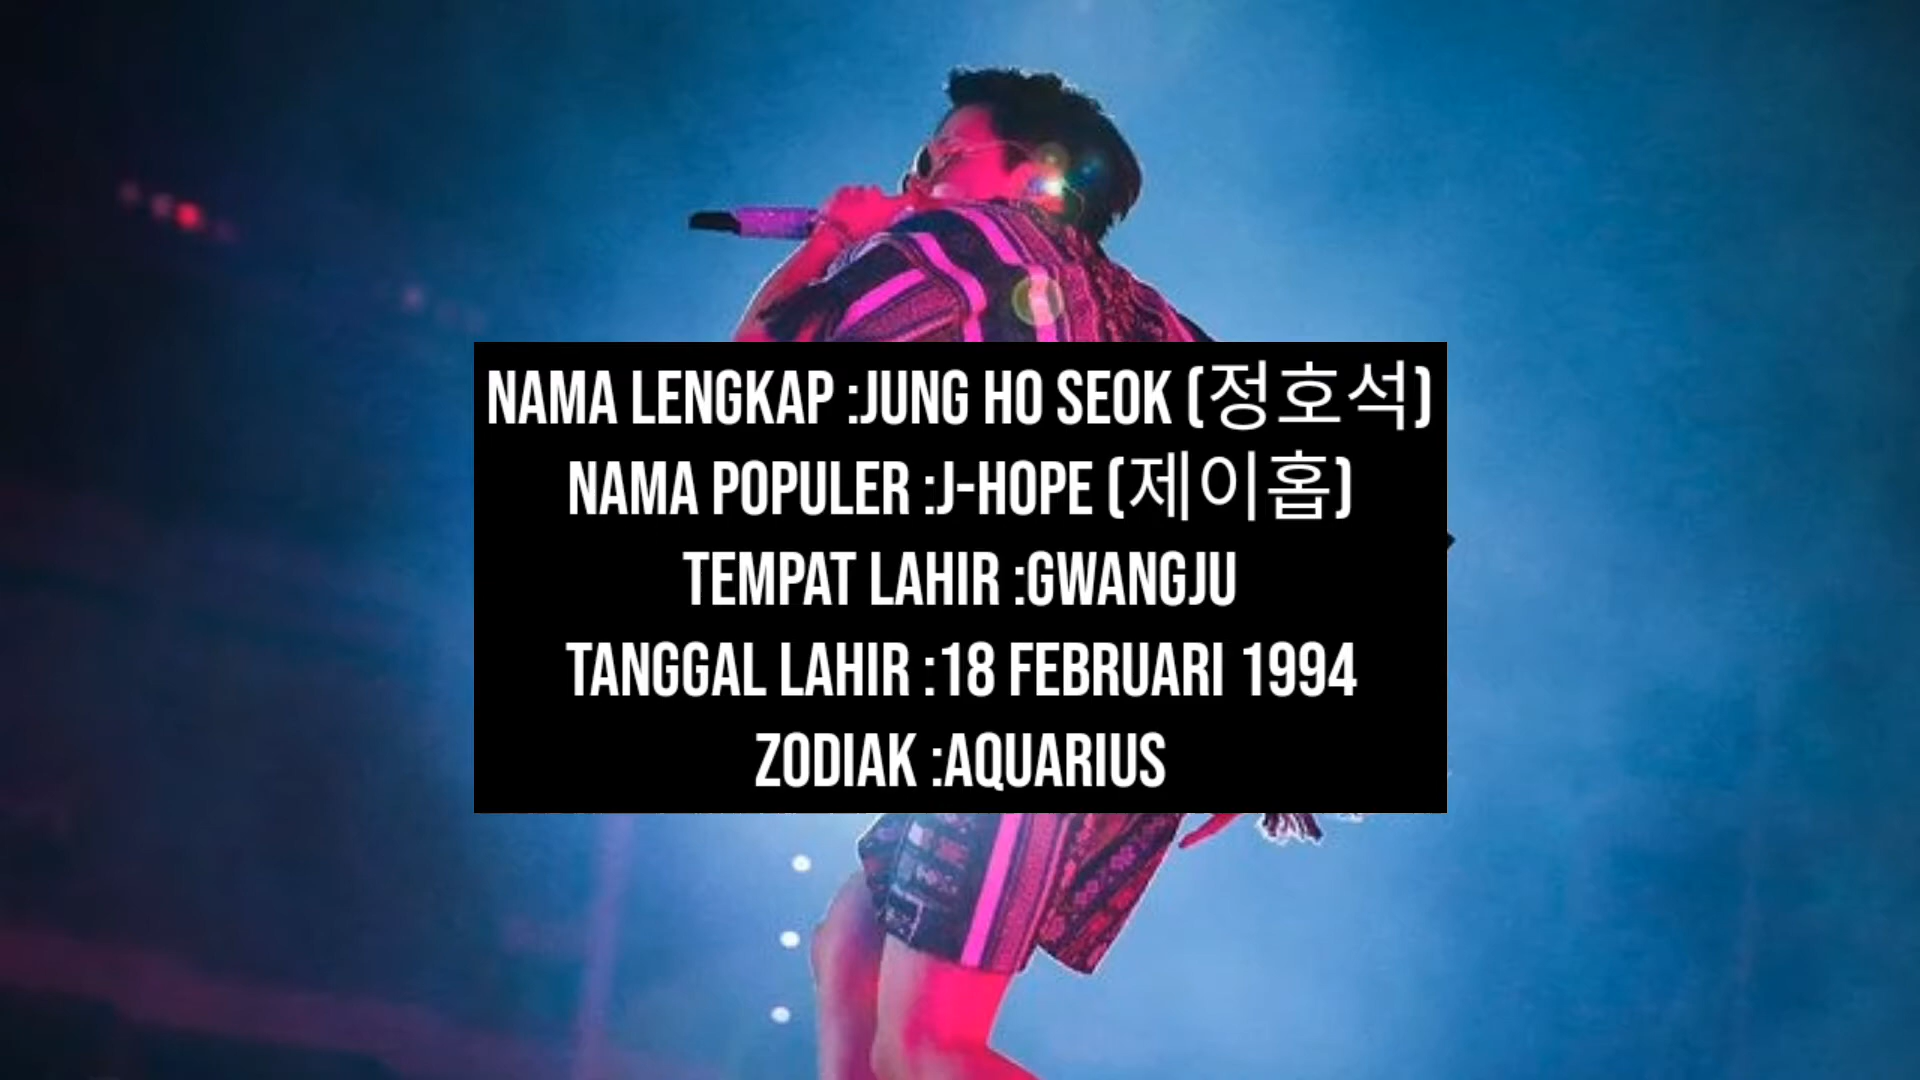 NAMA LENGKAP :JUNG HO SEOK (정호석)
NAMA POPULER :J-HOPE (제이홉)
TEMPAT LAHIR :GWANGJU
TANGGAL LAHIR :18 FEBRUARI 1994
ZODIAK :AQUARIUS